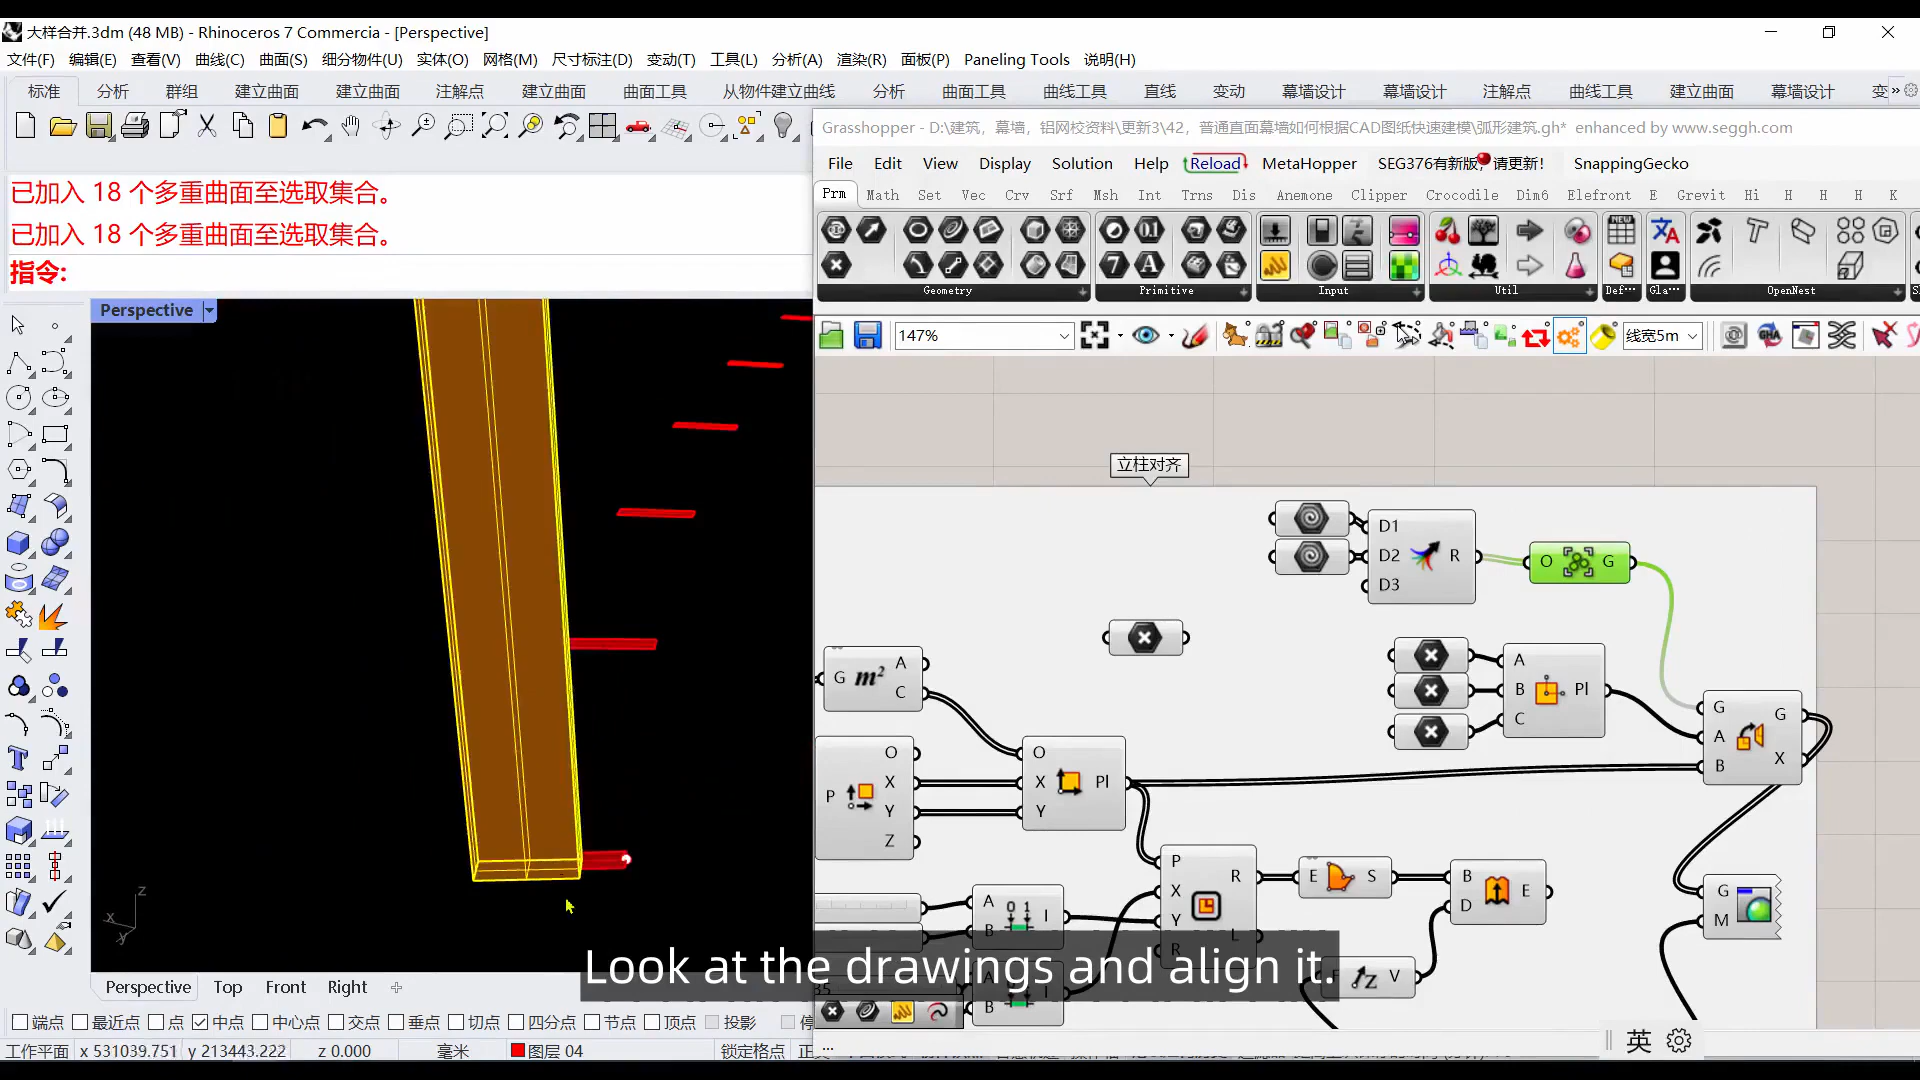 大样合并.3dm (48 MB) - Rhinoceros 7 Commercia - [Perspective]
文件(F) 编辑(E) 查看(V) 曲线(C) 曲面(S) 细分物件(U) 实体(O) 网格(M) 尺寸标注(D) 变动(T) 工具(L) 分析(A) 渲染(R) 面板(P) Paneling Tools 说明(H)
标准 分析 群组 建立曲面 建立曲面 注解点 建立曲面 曲面工具 从物件建立曲线 分析 曲面工具 曲线工具 直线 变动 幕墙设计 幕墙设计 注解点 曲线工具 建立曲面 幕墙设计 变 »
Grasshopper - D:\建筑，幕墙，铝网校资料\更新3\42，普通直面幕墙如何根据CAD图纸快速建模\弧形建筑.gh* enhanced by www.seggh.com
File Edit View Display Solution Help Reload MetaHopper SEG376有新版，请更新! SnappingGecko
Prm Math Set Vec Crv Srf Msh Int Trns Dis Anemone Clipper Crocodile Dim6 Elefront E Grevit Hi H H H K
已加入 18 个多重曲面至选取集合。
已加入 18 个多重曲面至选取集合。
指令:
Geometry Primitive Input Util Def··· Gla··· OpenNest
Perspective
147%
线宽5m
立柱对齐
D1
D2 R
D3
O G
G m² A
C
A
B Pl
C
G G
A
B X
O
P X
Y
Z
O
X Pl
Y
P
X R
Y
R L
E S
B E
D
A 0 1 I
B
G
M
V
A I
B
Look at the drawings and align it.
z
x
y
Perspective Top Front Right
端点 最近点 点 中点 中心点 交点 垂点 切点 四分点 节点 顶点 投影 停
工作平面 x 531039.751 y 213443.222 z 0.000 毫米 图层 04 锁定格点
...
英